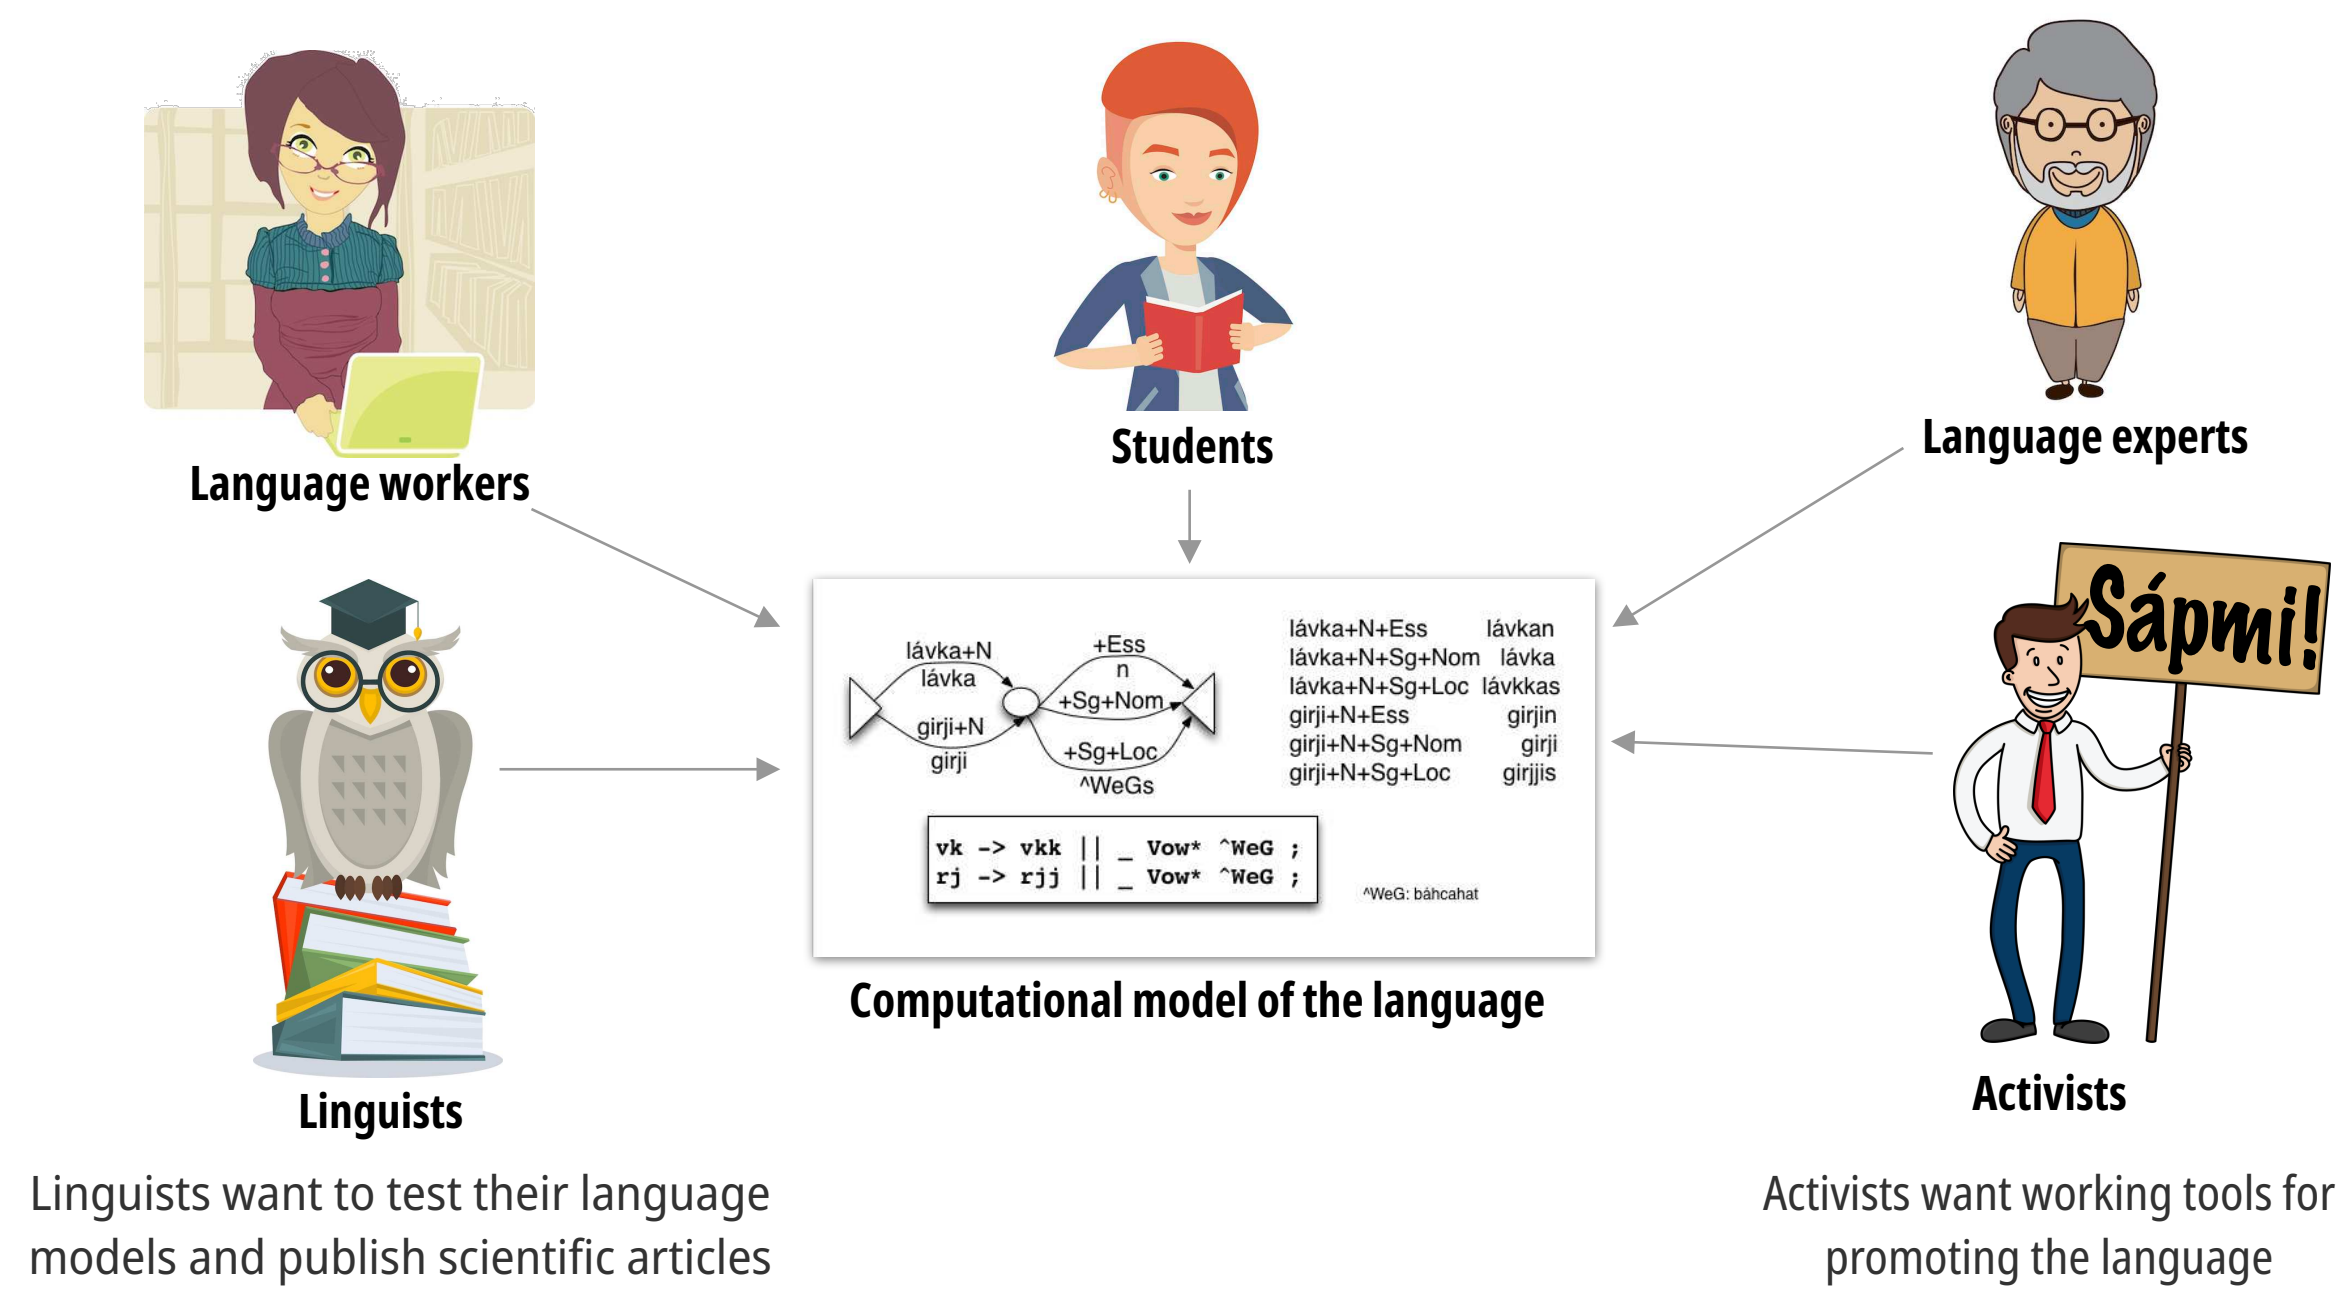 Language workers
Students
Language experts
Sápmi!
lávka+N
lávka
girji+N
girji
+Ess
n
+Sg+Nom
+Sg+Loc
^WeGs
lávka+N+Ess lávkan
lávka+N+Sg+Nom lávka
lávka+N+Sg+Loc lávkkas
girji+N+Ess girjin
girji+N+Sg+Nom girji
girji+N+Sg+Loc girjjis
vk -> vkk || _ Vow* ^WeG ;
rj -> rjj || _ Vow* ^WeG ;
^WeG: báhcahat
Computational model of the language
Linguists
Activists
Linguists want to test their language
models and publish scientific articles
Activists want working tools for
promoting the language